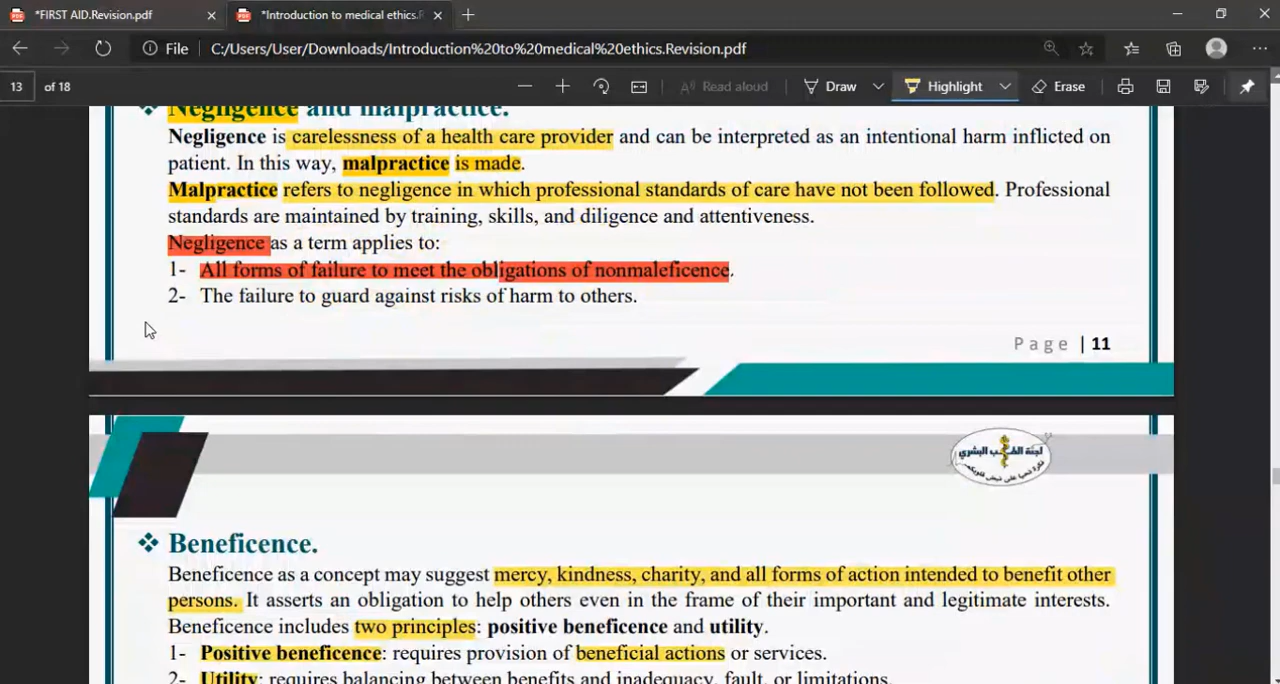 *FIRST AID.Revision.pdf
*Introduction to medical ethics.R
File C:/Users/User/Downloads/Introduction%20to%20medical%20ethics.Revision.pdf
13 of 18 Read aloud Draw Highlight Erase
Negligence and malpractice.
Negligence is carelessness of a health care provider and can be interpreted as an intentional harm inflicted on
patient. In this way, malpractice is made.
Malpractice refers to negligence in which professional standards of care have not been followed. Professional
standards are maintained by training, skills, and diligence and attentiveness.
Negligence as a term applies to:
1- All forms of failure to meet the obligations of nonmaleficence.
2- The failure to guard against risks of harm to others.
Page | 11
لجنة الطب البشري
Beneficence.
Beneficence as a concept may suggest mercy, kindness, charity, and all forms of action intended to benefit other
persons. It asserts an obligation to help others even in the frame of their important and legitimate interests.
Beneficence includes two principles: positive beneficence and utility.
1- Positive beneficence: requires provision of beneficial actions or services.
2- Utility: requires balancing between benefits and inadequacy, fault, or limitations.